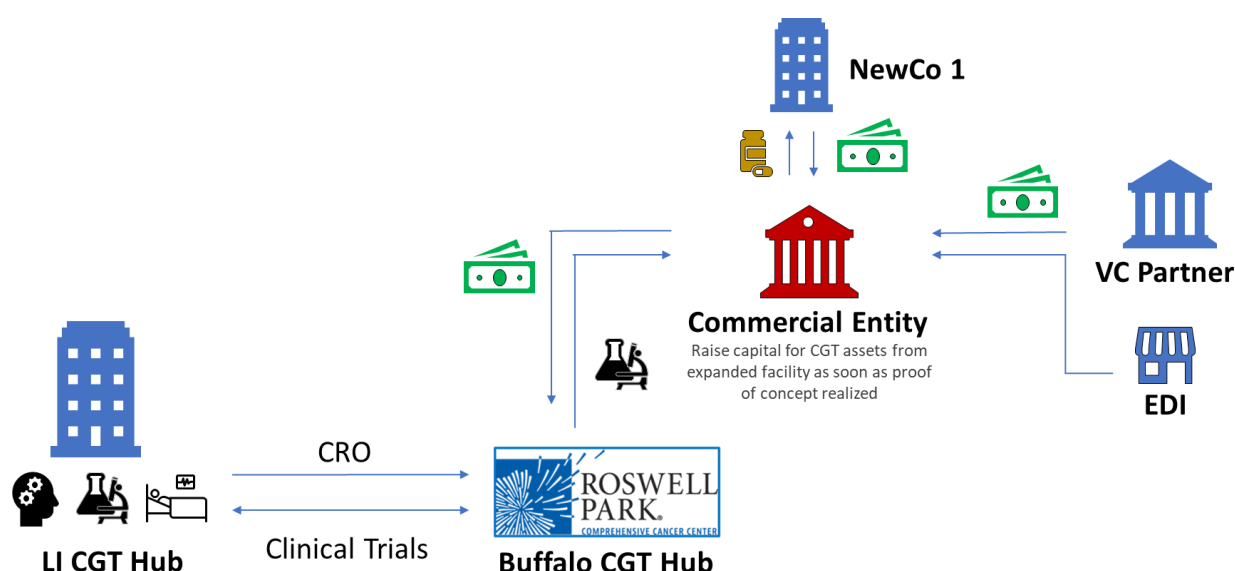 NewCo 1
VC Partner
Commercial Entity
Raise capital for CGT assets from
expanded facility as soon as proof
of concept realized
EDI
CRO
ROSWELL
PARK®
COMPREHENSIVE CANCER CENTER
Clinical Trials
LI CGT Hub
Buffalo CGT Hub